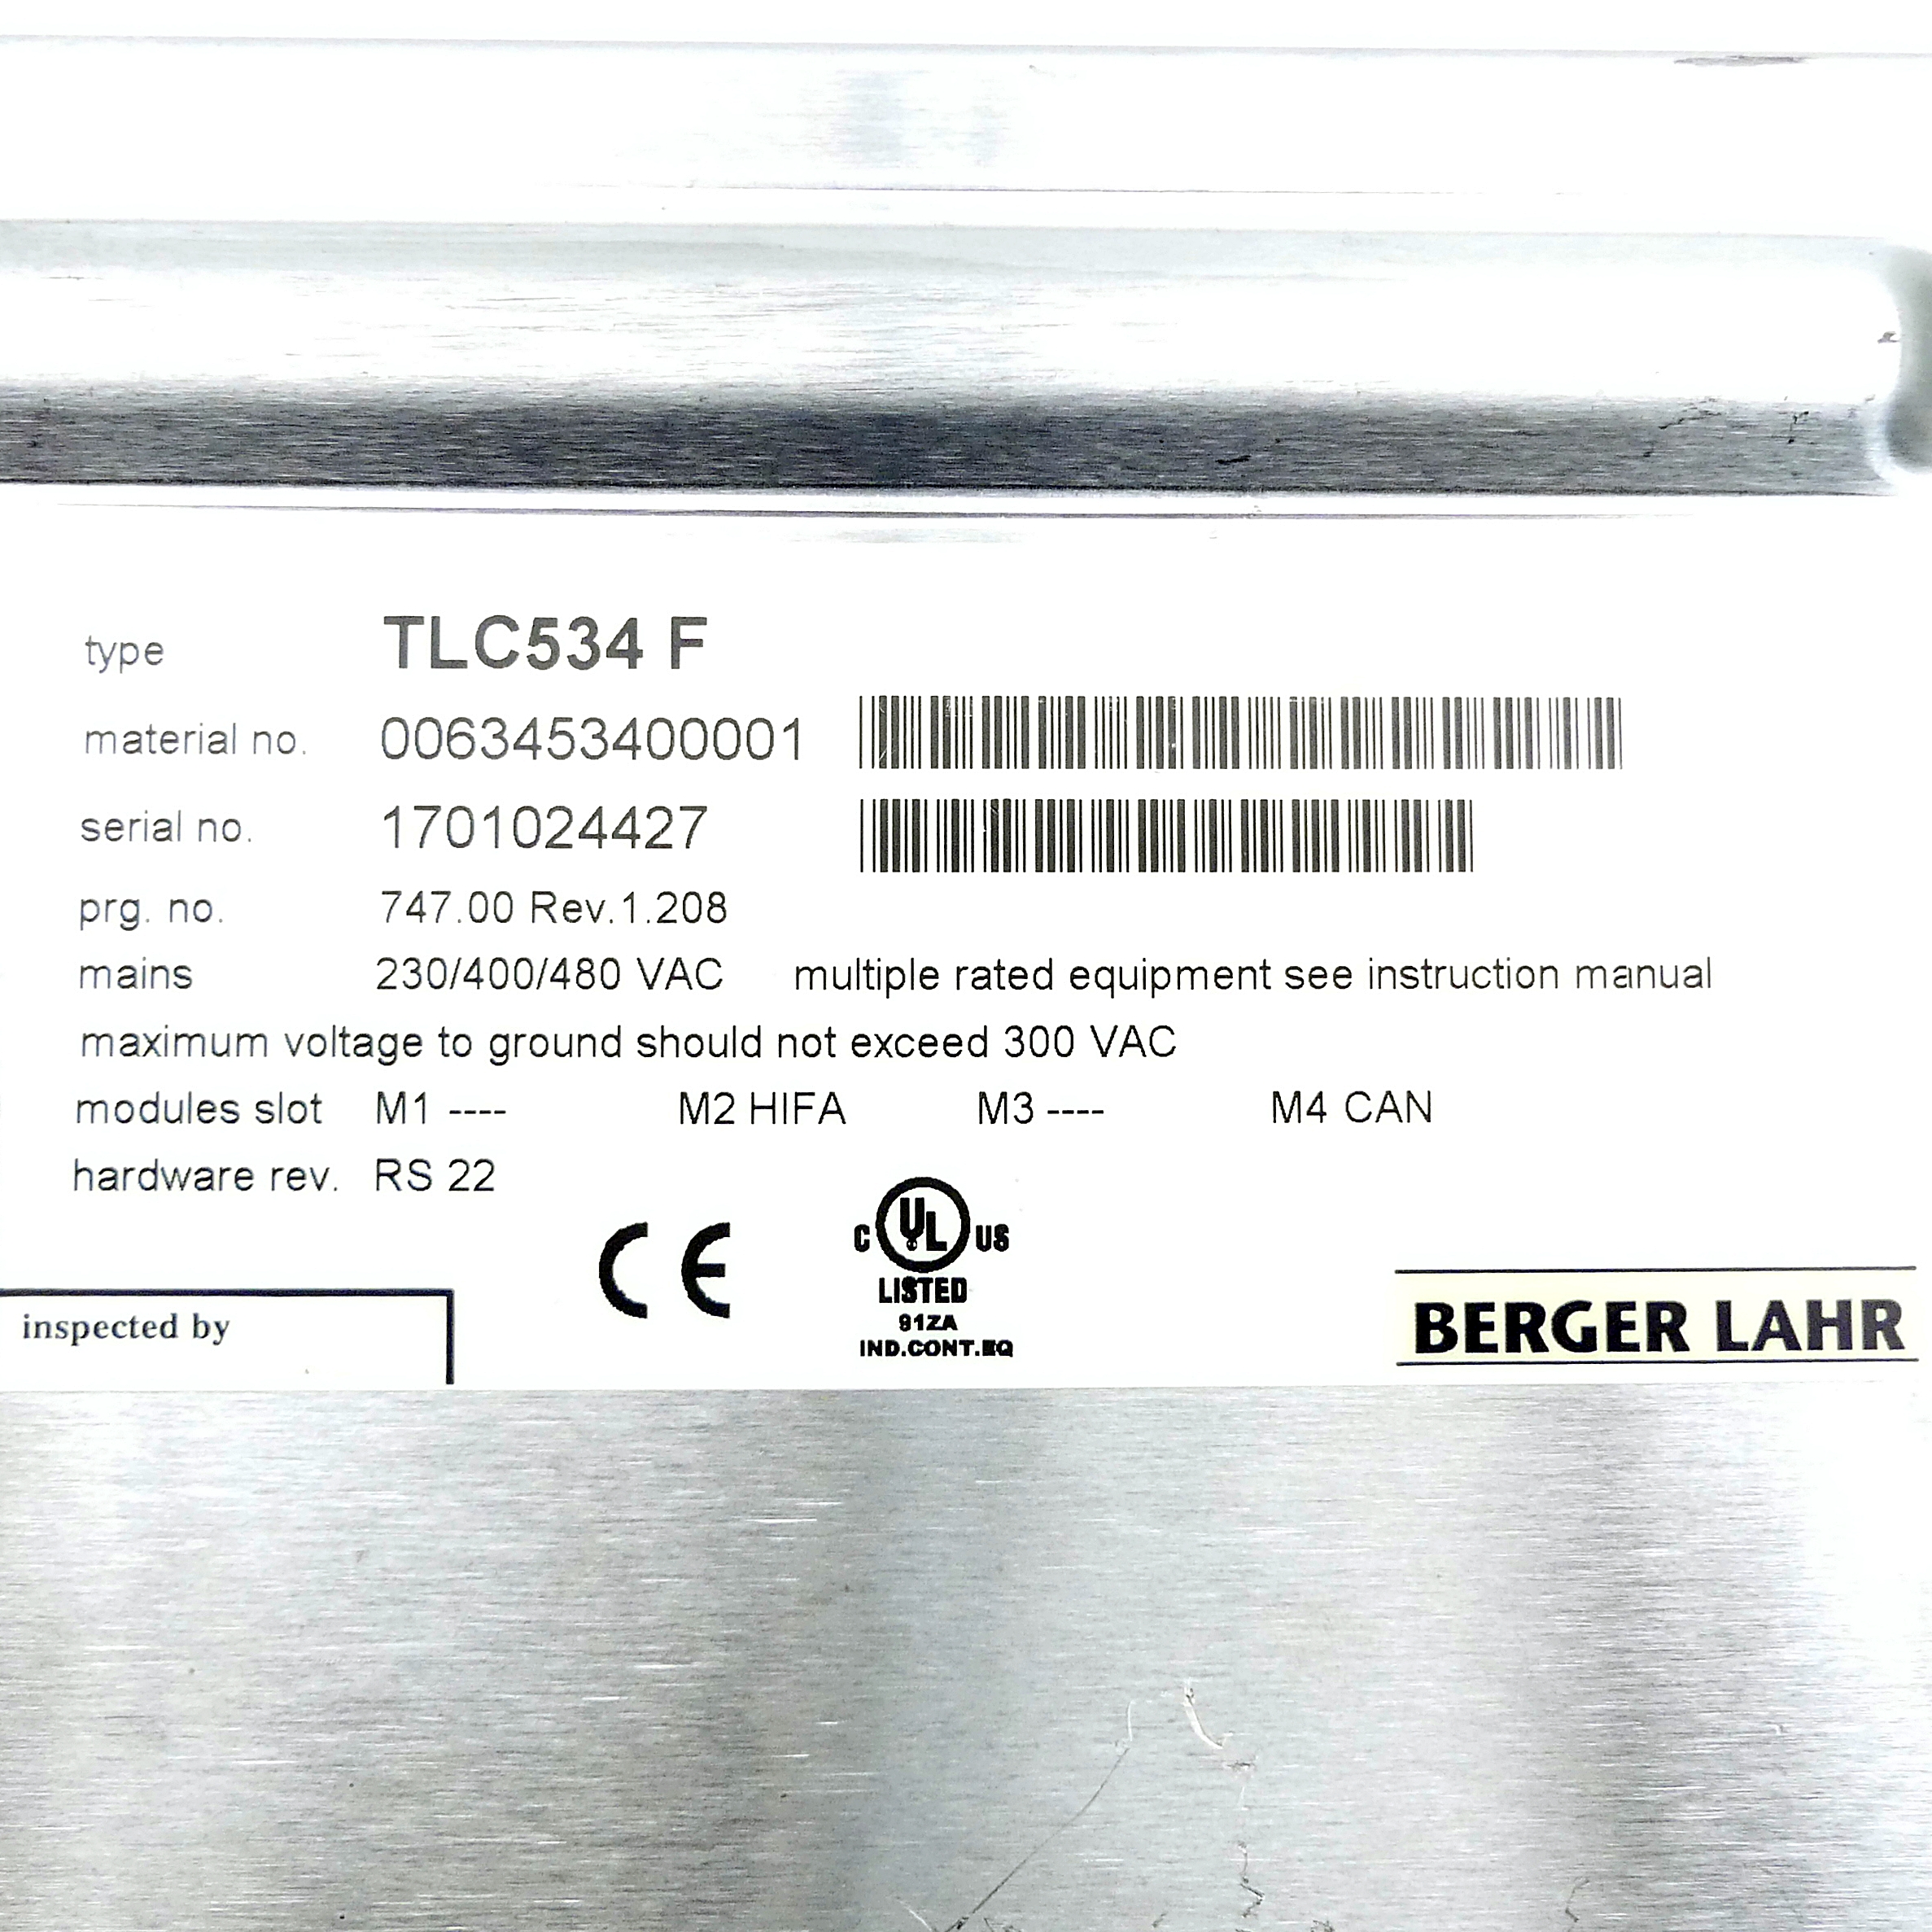 type TLC534 F
material no. 0063453400001
serial no. 1701024427
prg. no. 747.00 Rev.1.208
mains 230/400/480 VAC multiple rated equipment see instruction manual
maximum voltage to ground should not exceed 300 VAC
modules slot M1 ---- M2 HIFA M3 ---- M4 CAN
hardware rev. RS 22
CE
C UL US
LISTED
91ZA
IND.CONT.EQ
inspected by
BERGER LAHR